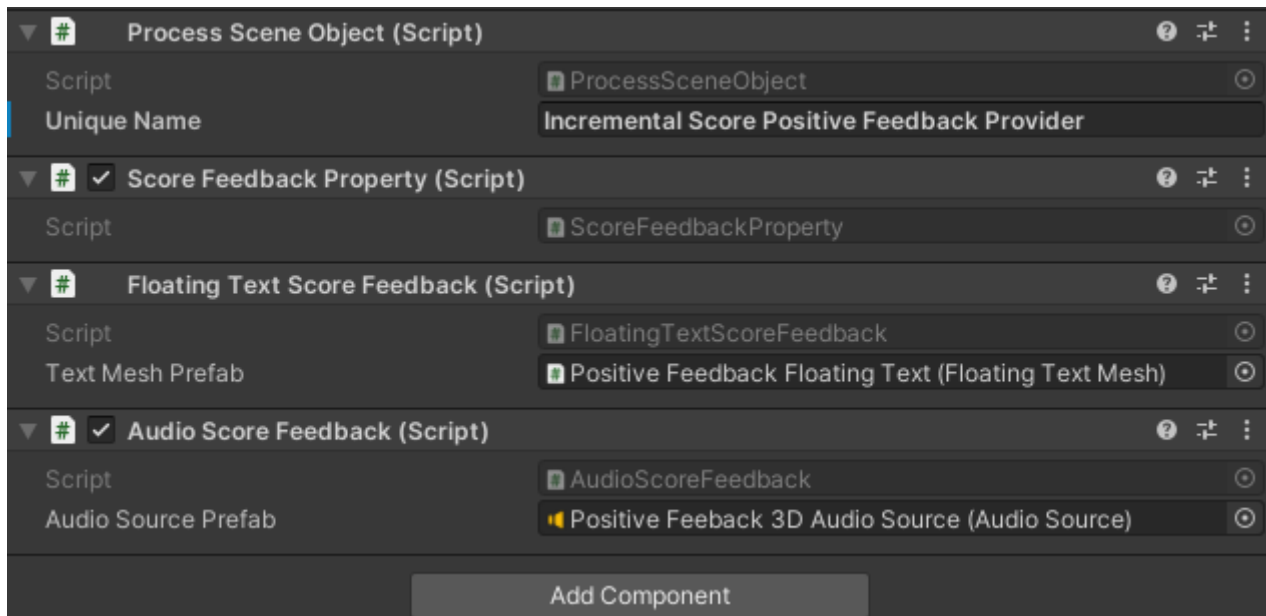 Process Scene Object (Script)
Script ProcessSceneObject
Unique Name Incremental Score Positive Feedback Provider
Score Feedback Property (Script)
Script ScoreFeedbackProperty
Floating Text Score Feedback (Script)
Script FloatingTextScoreFeedback
Text Mesh Prefab Positive Feedback Floating Text (Floating Text Mesh)
Audio Score Feedback (Script)
Script AudioScoreFeedback
Audio Source Prefab Positive Feeback 3D Audio Source (Audio Source)
Add Component